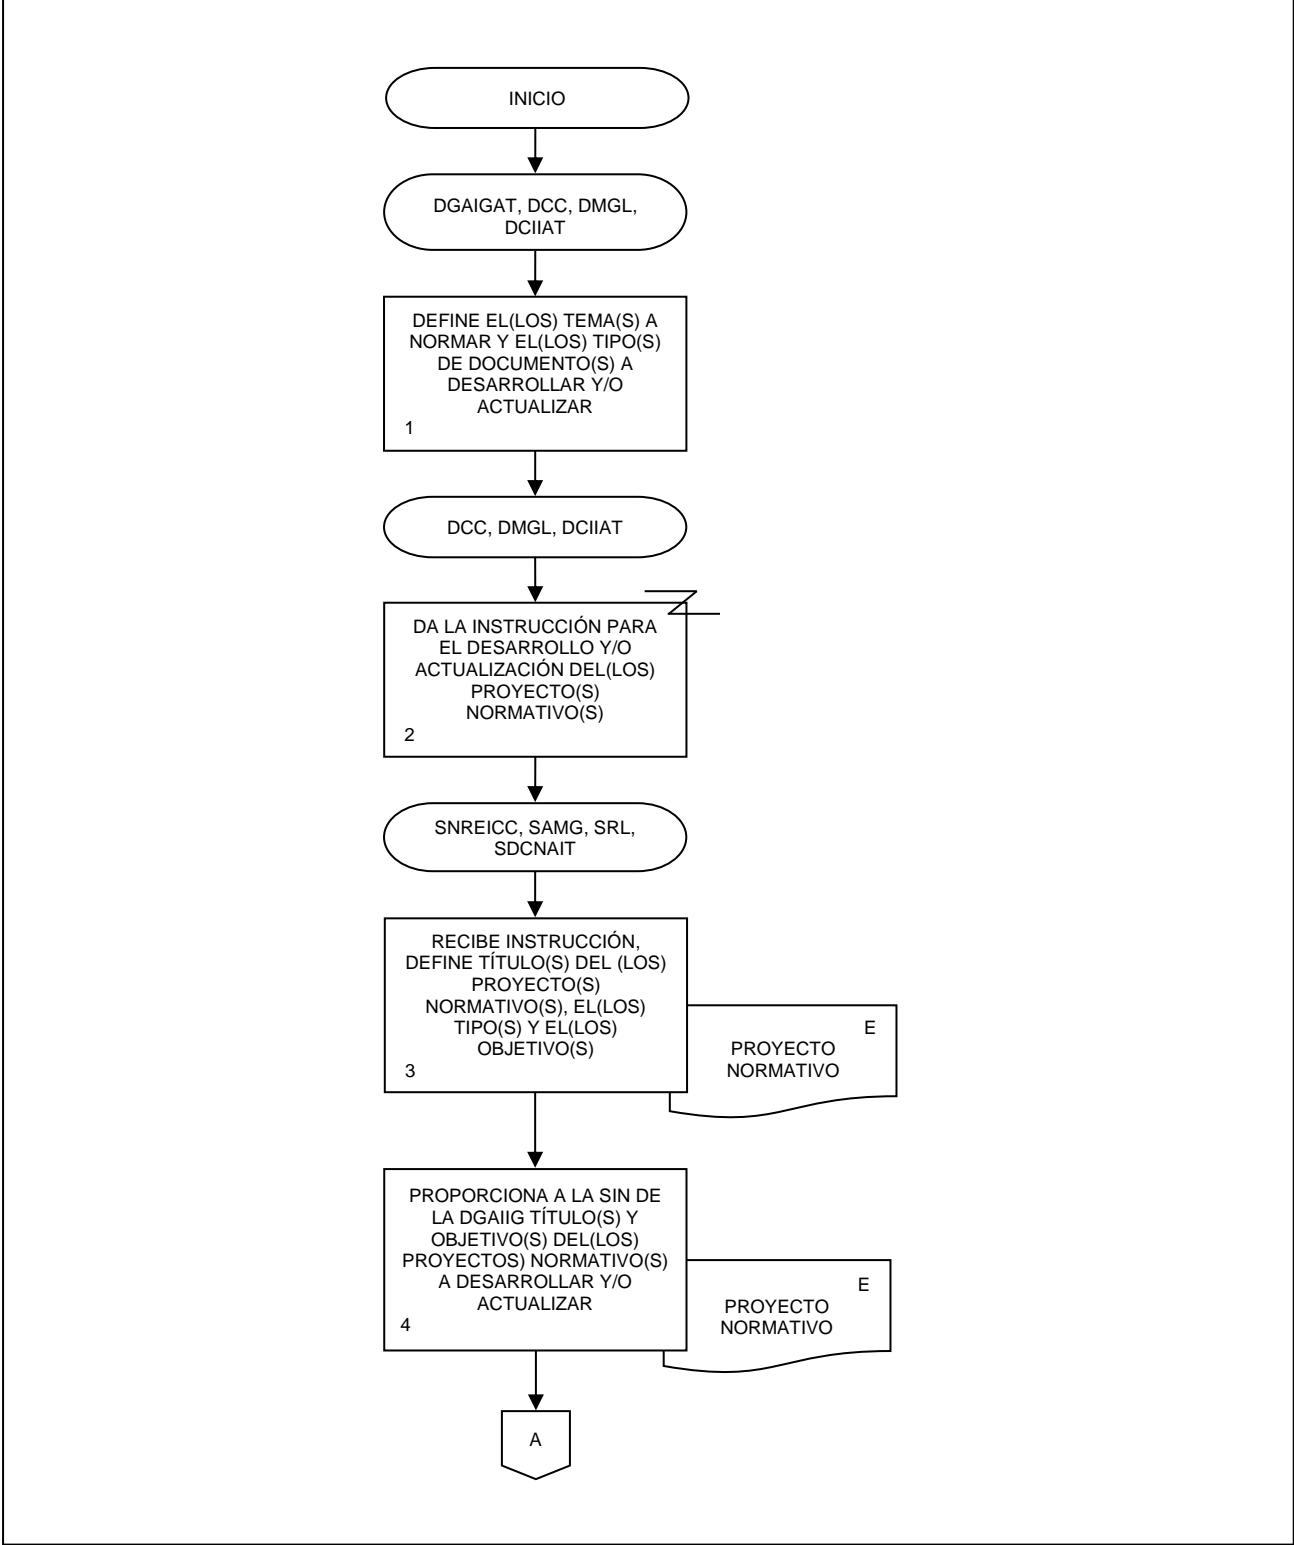 INICIO
DGAIGAT, DCC, DMGL,
DCIIAT
DEFINE EL(LOS) TEMA(S) A
NORMAR Y EL(LOS) TIPO(S)
DE DOCUMENTO(S) A
DESARROLLAR Y/O
ACTUALIZAR
1
DCC, DMGL, DCIIAT
DA LA INSTRUCCIÓN PARA
EL DESARROLLO Y/O
ACTUALIZACIÓN DEL(LOS)
PROYECTO(S)
NORMATIVO(S)
2
SNREICC, SAMG, SRL,
SDCNAIT
RECIBE INSTRUCCIÓN,
DEFINE TÍTULO(S) DEL (LOS)
PROYECTO(S)
NORMATIVO(S), EL(LOS)
TIPO(S) Y EL(LOS)
OBJETIVO(S)
3
E
PROYECTO
NORMATIVO
PROPORCIONA A LA SIN DE
LA DGAIIG TÍTULO(S) Y
OBJETIVO(S) DEL(LOS)
PROYECTOS) NORMATIVO(S)
A DESARROLLAR Y/O
ACTUALIZAR
4
E
PROYECTO
NORMATIVO
A